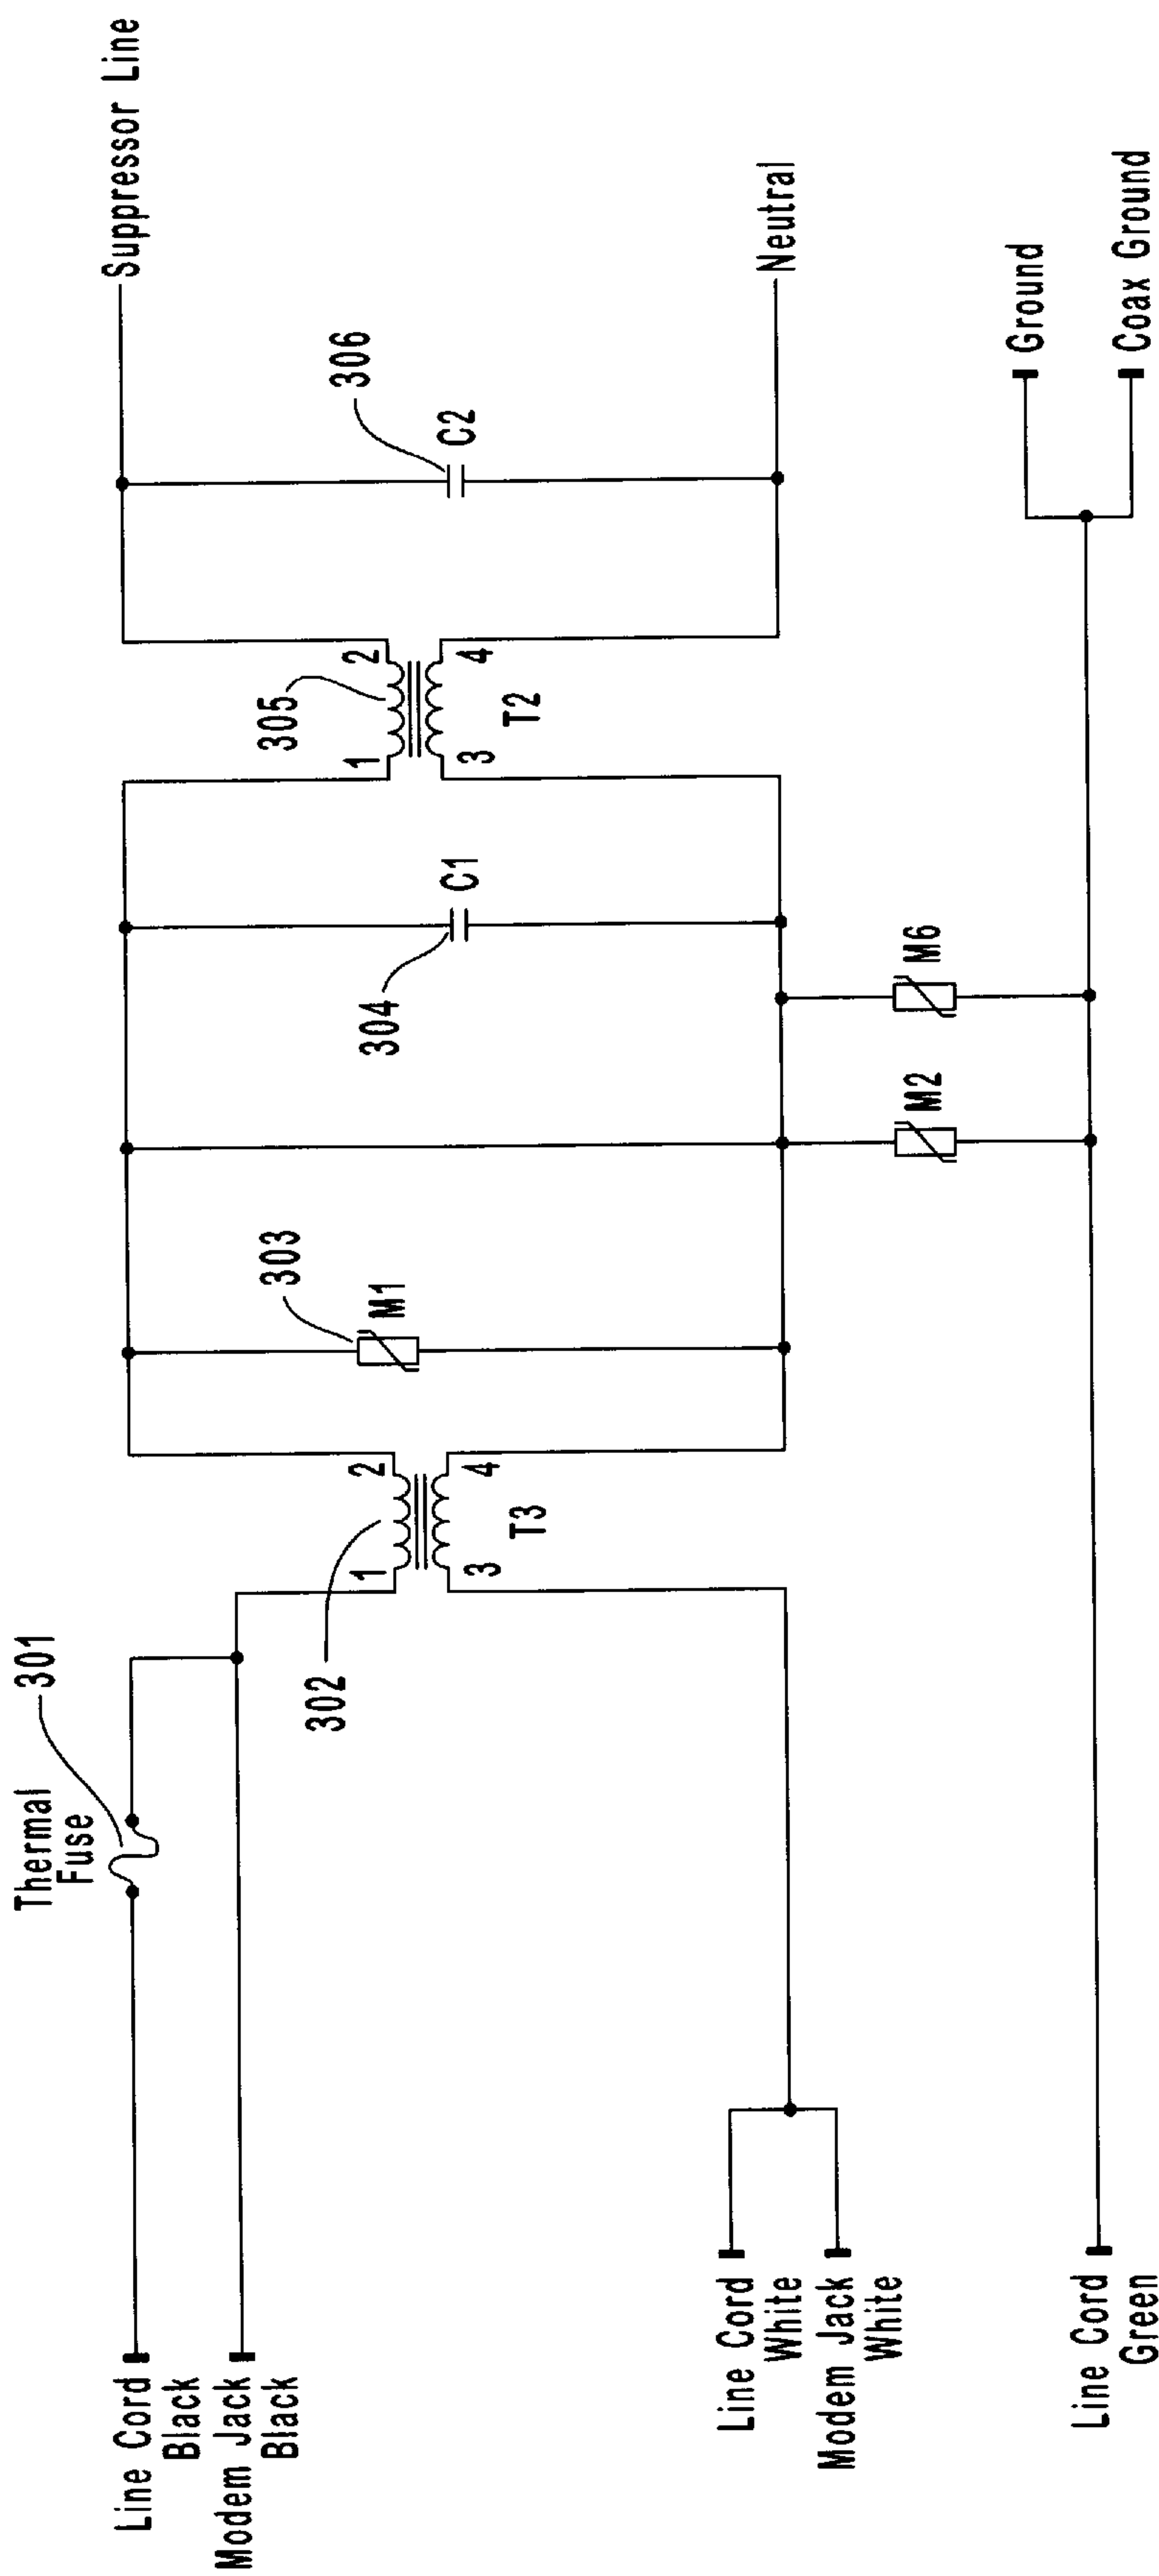 Thermal
Fuse
301
Line Cord
Black
Modem Jack
Black
302
1
2
3
4
T3
303
M1
304
C1
305
1
2
3
4
T2
306
C2
Suppressor Line
Neutral
Line Cord
White
Modem Jack
White
M2
M6
Ground
Coax Ground
Line Cord
Green